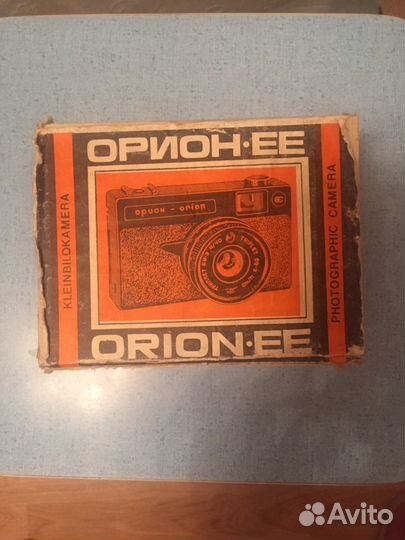 ОРИОН·ЕЕ
KLEINBILDKAMERA
орион - orion
PHOTOGRAPHIC CAMERA
ORION·EE
Avito